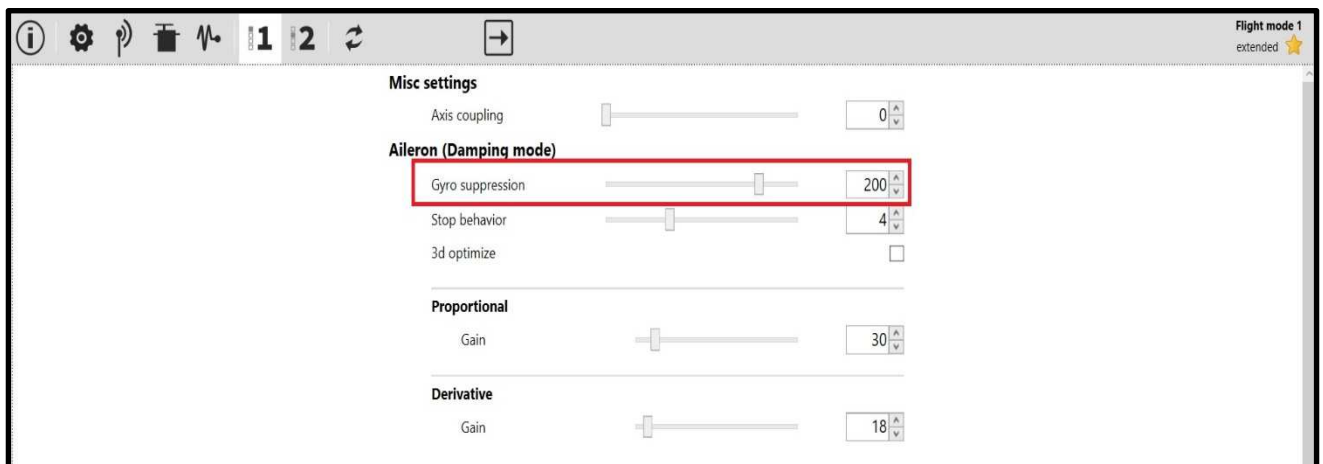 1 2
Flight mode 1
extended
Misc settings
Axis coupling 0
Aileron (Damping mode)
Gyro suppression 200
Stop behavior 4
3d optimize
Proportional
Gain 30
Derivative
Gain 18